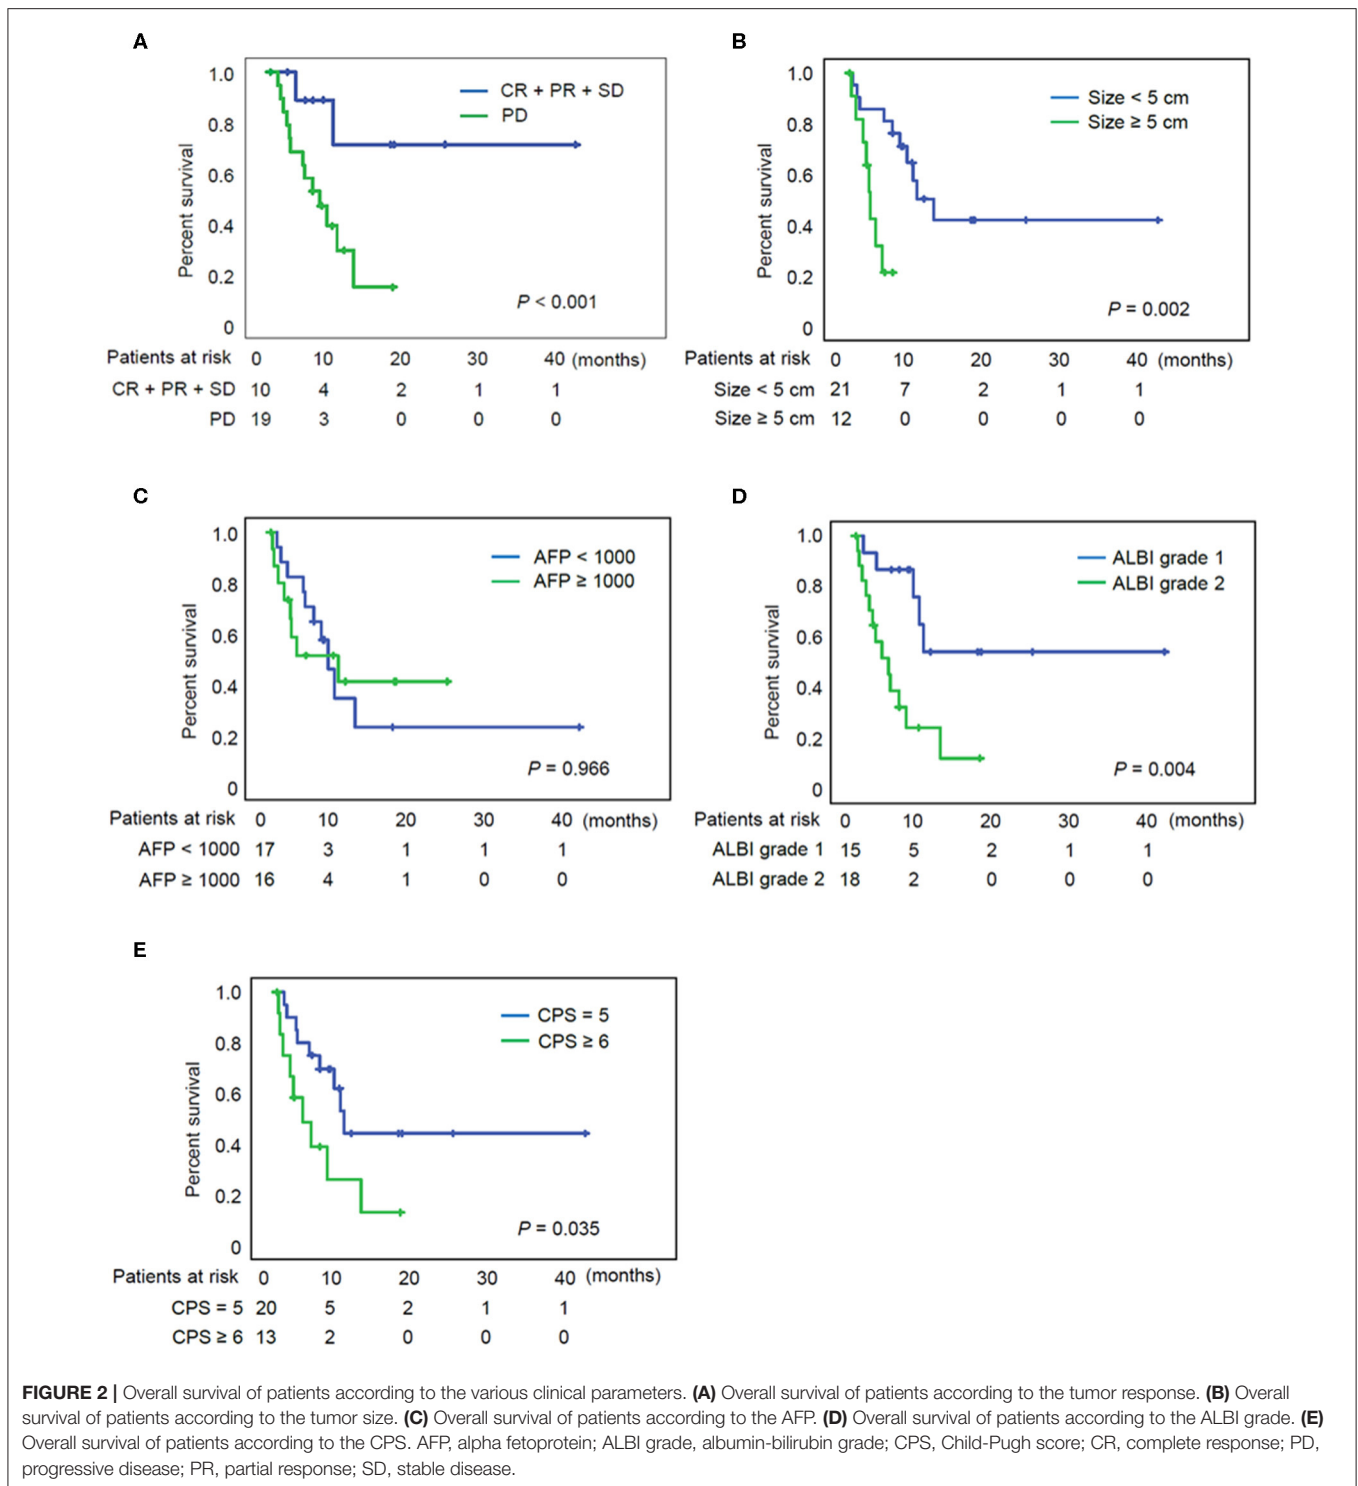 A
1.0
0.8
0.6
0.4
0.2
0
Percent survival
CR + PR + SD
PD
P < 0.001
Patients at risk 0 10 20 30 40 (months)
CR + PR + SD 10 4 2 1 1
PD 19 3 0 0 0
B
1.0
0.8
0.6
0.4
0.2
0
Percent survival
Size < 5 cm
Size ≥ 5 cm
P = 0.002
Patients at risk 0 10 20 30 40 (months)
Size < 5 cm 21 7 2 1 1
Size ≥ 5 cm 12 0 0 0 0
C
1.0
0.8
0.6
0.4
0.2
0
Percent survival
AFP < 1000
AFP ≥ 1000
P = 0.966
Patients at risk 0 10 20 30 40 (months)
AFP < 1000 17 3 1 1 1
AFP ≥ 1000 16 4 1 0 0
D
1.0
0.8
0.6
0.4
0.2
0
Percent survival
ALBI grade 1
ALBI grade 2
P = 0.004
Patients at risk 0 10 20 30 40 (months)
ALBI grade 1 15 5 2 1 1
ALBI grade 2 18 2 0 0 0
E
1.0
0.8
0.6
0.4
0.2
0
Percent survival
CPS = 5
CPS ≥ 6
P = 0.035
Patients at risk 0 10 20 30 40 (months)
CPS = 5 20 5 2 1 1
CPS ≥ 6 13 2 0 0 0
FIGURE 2 | Overall survival of patients according to the various clinical parameters. (A) Overall survival of patients according to the tumor response. (B) Overall
survival of patients according to the tumor size. (C) Overall survival of patients according to the AFP. (D) Overall survival of patients according to the ALBI grade. (E)
Overall survival of patients according to the CPS. AFP, alpha fetoprotein; ALBI grade, albumin-bilirubin grade; CPS, Child-Pugh score; CR, complete response; PD,
progressive disease; PR, partial response; SD, stable disease.